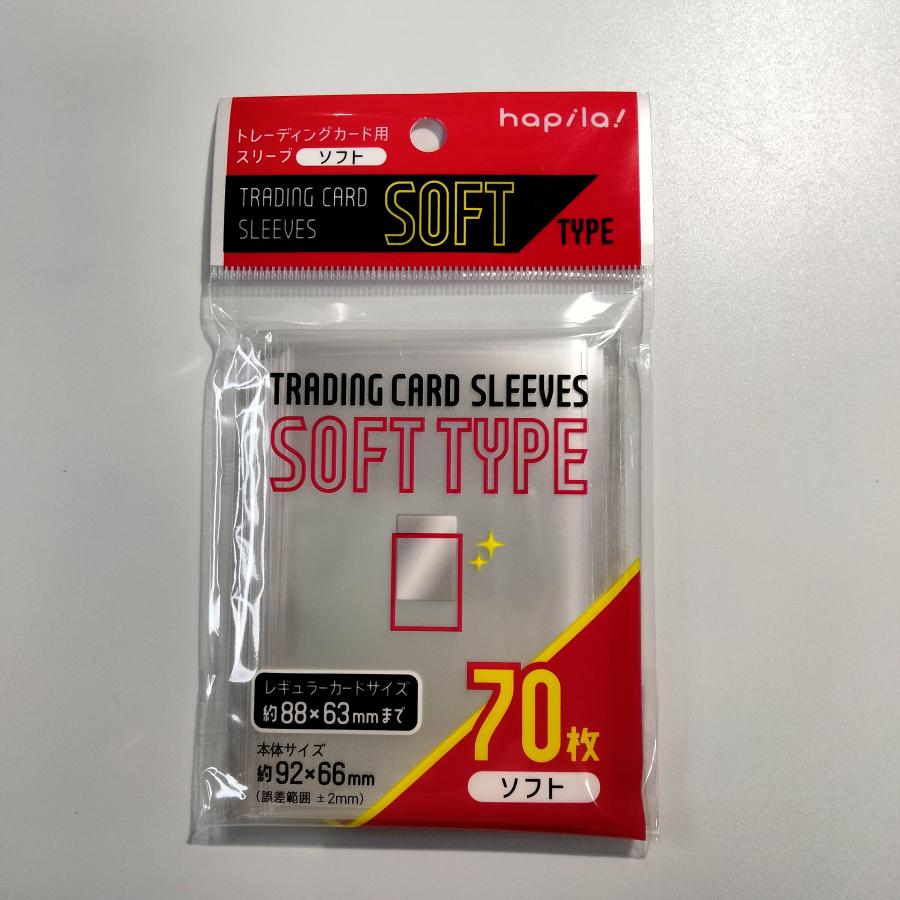 hapila!
トレーディングカード用
スリーブ ソフト
TRADING CARD
SLEEVES
SOFT
TYPE
TRADING CARD SLEEVES
SOFT TYPE
レギュラーカードサイズ
約88×63mmまで
本体サイズ
約92×66mm
(誤差範囲 ±2mm)
70枚
ソフト